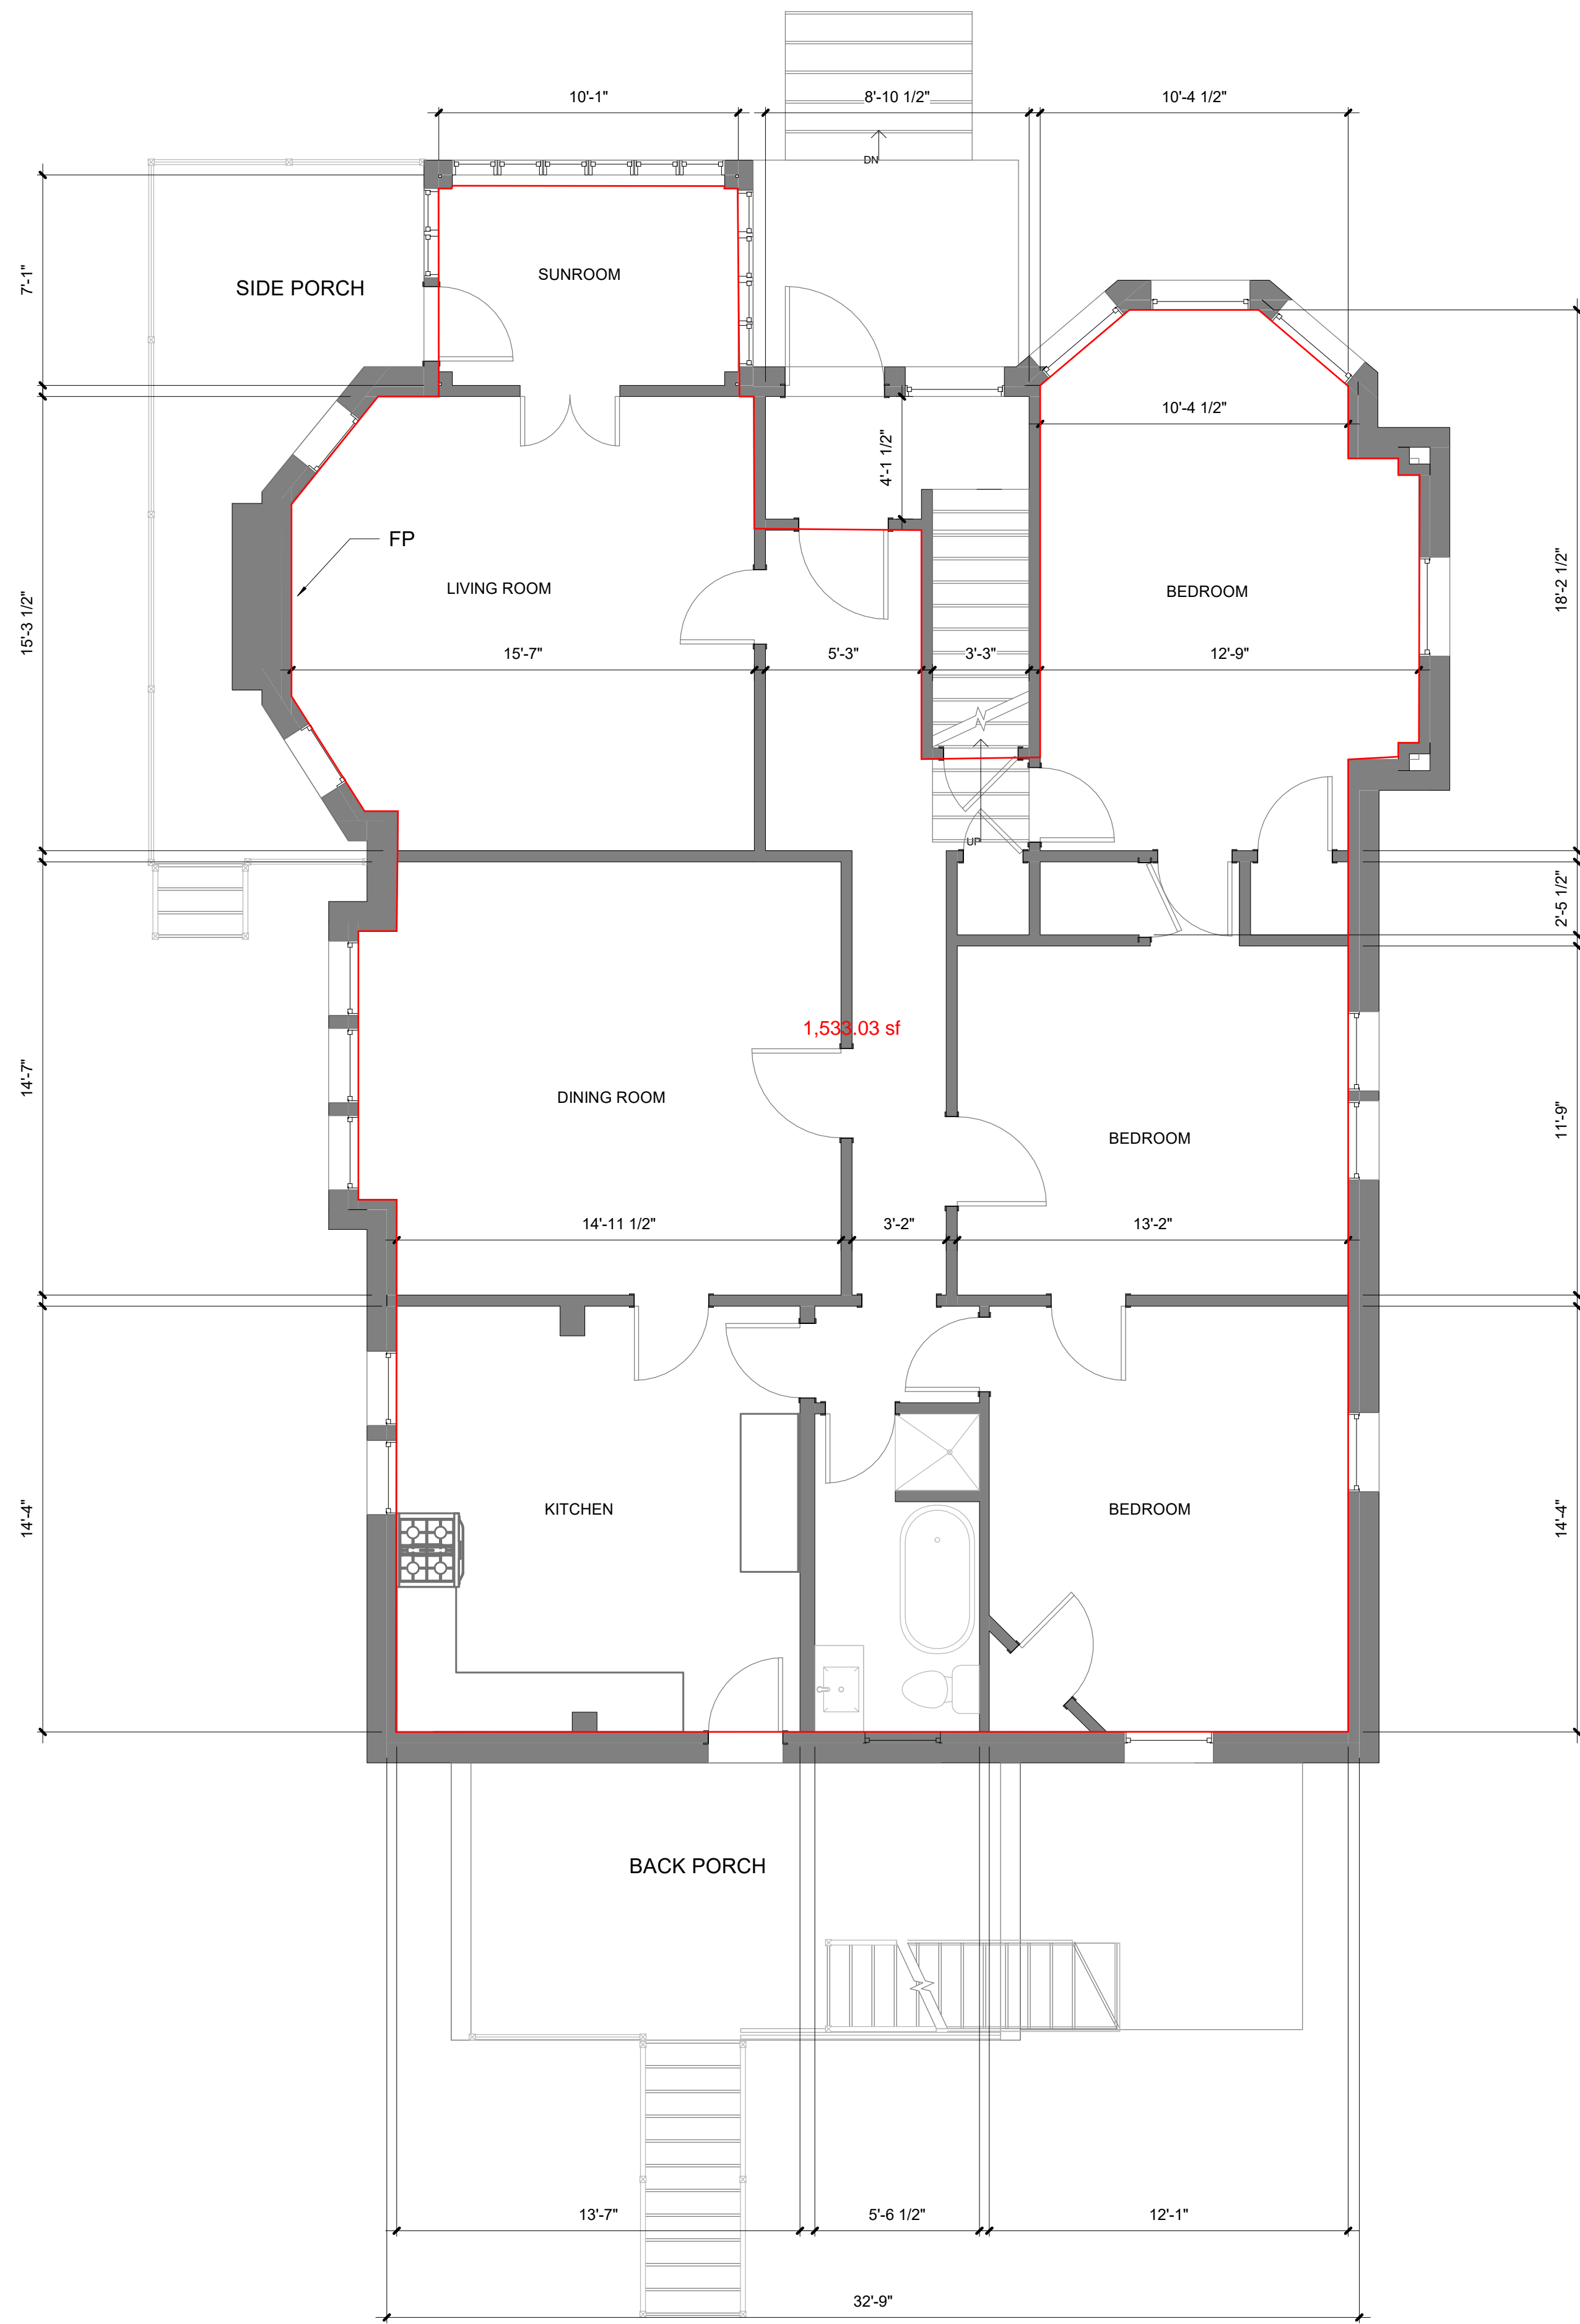 10'-1"
8'-10 1/2"
10'-4 1/2"
DN
7'-1"
SIDE PORCH
SUNROOM
10'-4 1/2"
4'-1 1/2"
FP
LIVING ROOM
BEDROOM
18'-2 1/2"
15'-3 1/2"
15'-7"
5'-3"
3'-3"
12'-9"
UP
2'-5 1/2"
1,533.03 sf
14'-7"
DINING ROOM
BEDROOM
11'-9"
14'-11 1/2"
3'-2"
13'-2"
14'-4"
KITCHEN
BEDROOM
14'-4"
BACK PORCH
13'-7"
5'-6 1/2"
12'-1"
32'-9"